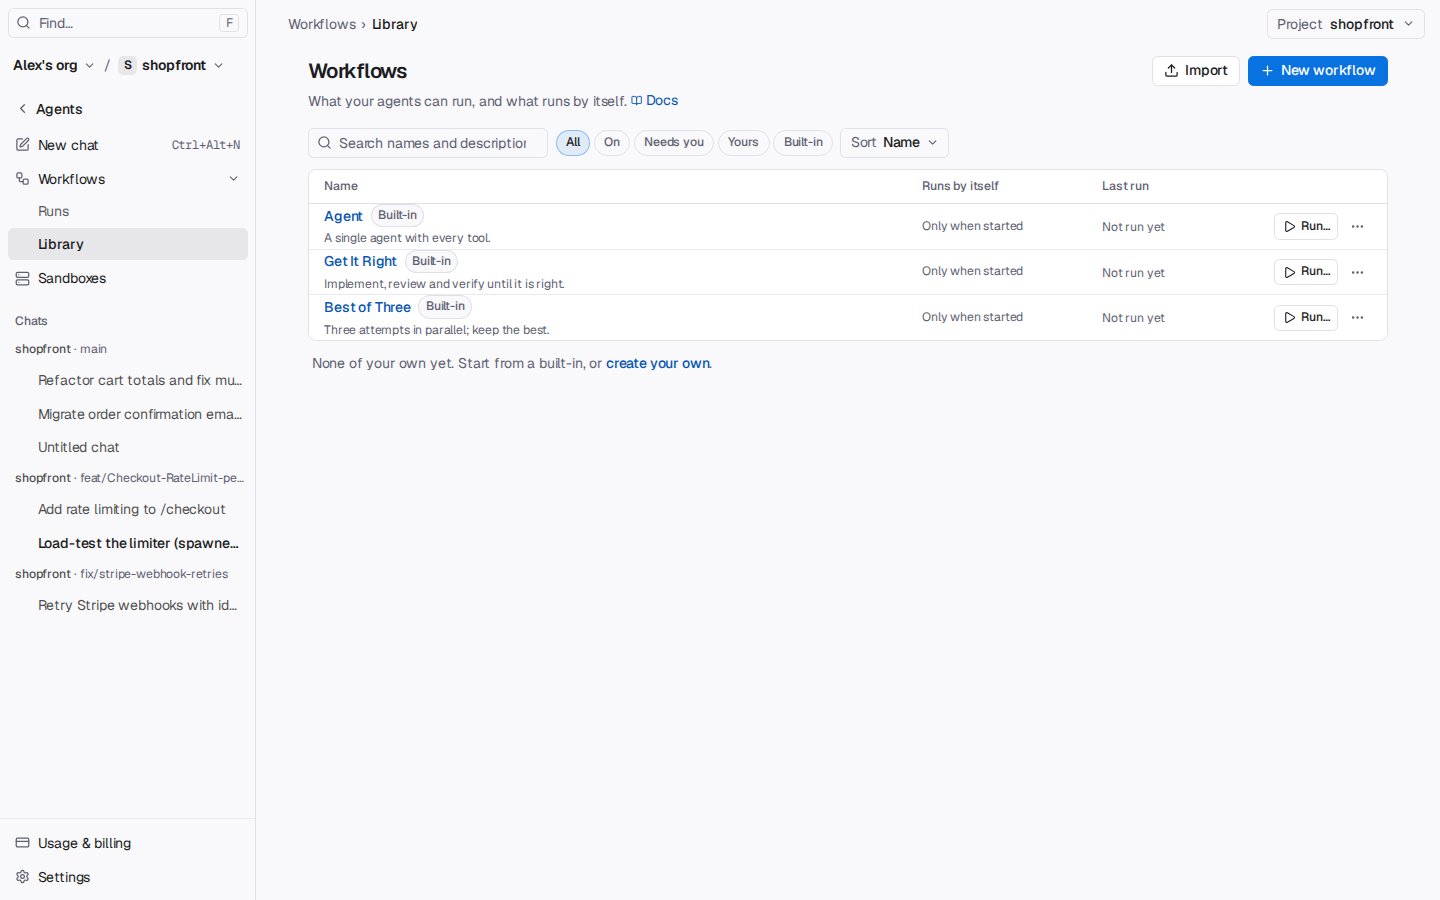 Find...
F
Alex's org / S shopfront
Agents
New chat Ctrl+Alt+N
Workflows
Runs
Library
Sandboxes
Chats
shopfront · main
Refactor cart totals and fix mu...
Migrate order confirmation ema...
Untitled chat
shopfront · feat/Checkout-RateLimit-pe...
Add rate limiting to /checkout
Load-test the limiter (spawne...
shopfront · fix/stripe-webhook-retries
Retry Stripe webhooks with id...
Usage & billing
Settings
Workflows › Library
Project shopfront
Workflows
Import
New workflow
What your agents can run, and what runs by itself. Docs
Search names and description
All
On
Needs you
Yours
Built-in
Sort Name
Name Runs by itself Last run
Agent Built-in
A single agent with every tool.
Only when started
Not run yet
Run...
Get It Right Built-in
Implement, review and verify until it is right.
Only when started
Not run yet
Run...
Best of Three Built-in
Three attempts in parallel; keep the best.
Only when started
Not run yet
Run...
None of your own yet. Start from a built-in, or create your own.